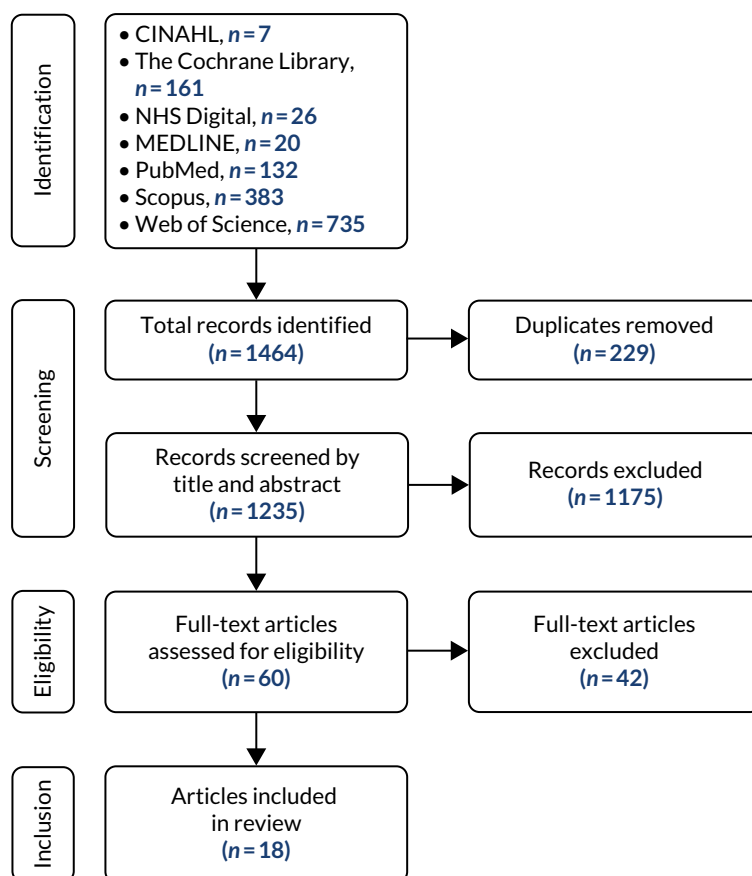 Identification
• CINAHL, n=7
• The Cochrane Library,
n=161
• NHS Digital, n=26
• MEDLINE, n=20
• PubMed, n=132
• Scopus, n=383
• Web of Science, n=735
Screening
Total records identified
(n=1464)
Duplicates removed
(n=229)
Records screened by
title and abstract
(n=1235)
Records excluded
(n=1175)
Eligibility
Full-text articles
assessed for eligibility
(n=60)
Full-text articles
excluded
(n=42)
Inclusion
Articles included
in review
(n=18)